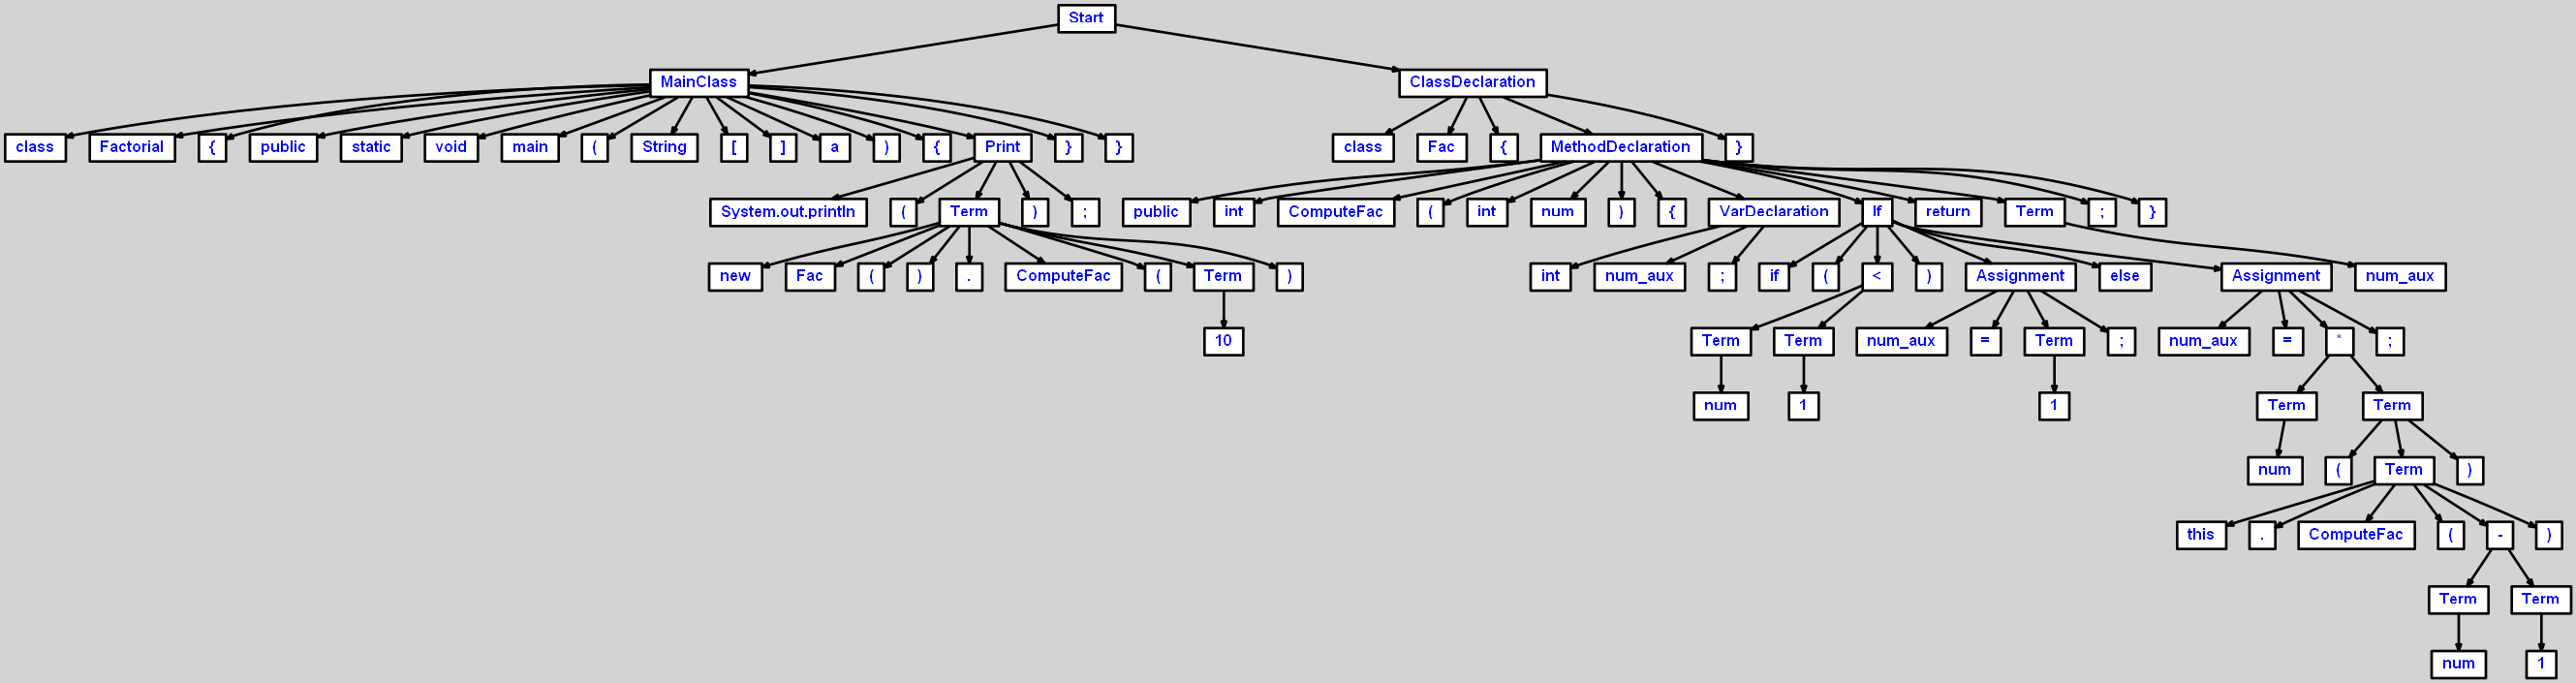 Start
MainClass ClassDeclaration
class Factorial { public static void main ( String [ ] a ) { Print } } class Fac { MethodDeclaration }
System.out.println ( Term ) ; public int ComputeFac ( int num ) { VarDeclaration If return Term ; }
new Fac ( ) . ComputeFac ( Term ) int num_aux ; if ( < ) Assignment else Assignment num_aux
10 Term Term num_aux = Term ; num_aux = * ;
num 1 1 Term Term
num ( Term )
this . ComputeFac ( - )
Term Term
num 1